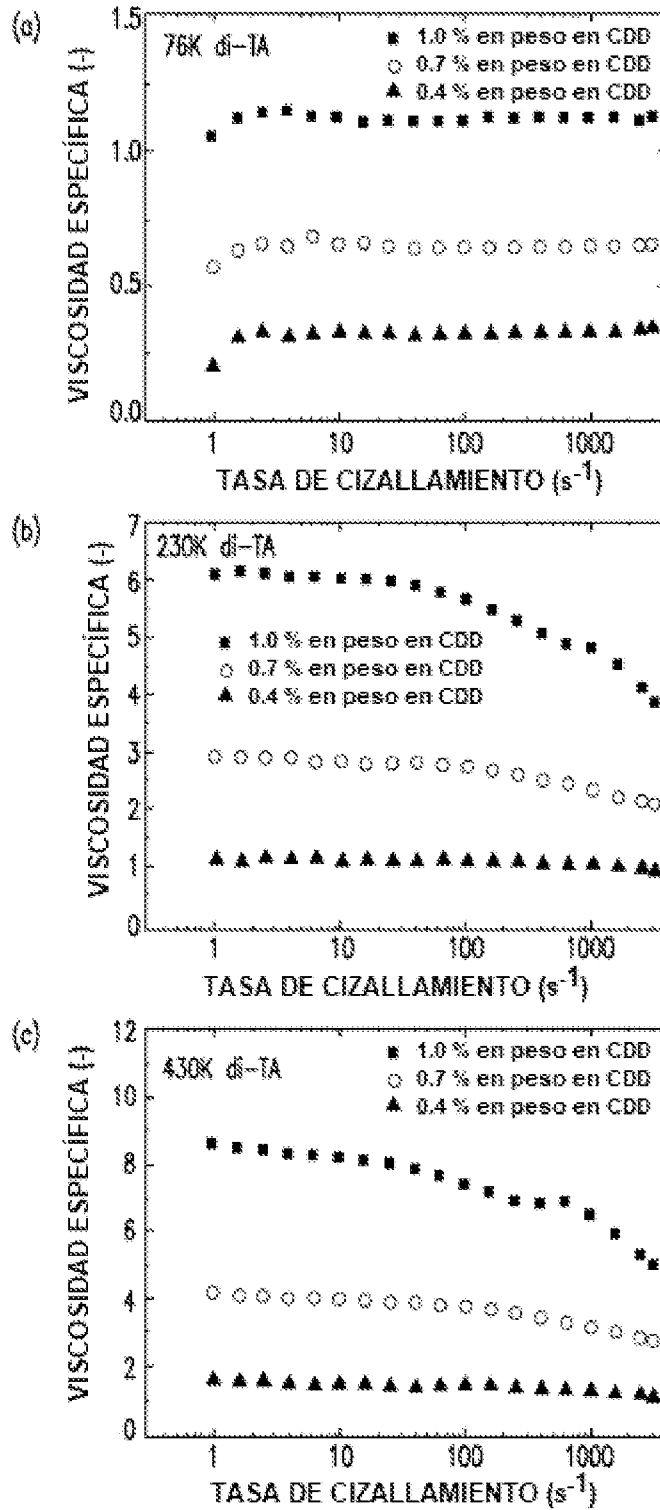 (a)
1.5
76K di-TA
1.0 % en peso en CDD
0.7 % en peso en CDD
0.4 % en peso en CDD
1.0
0.5
0.0
VISCOSIDAD ESPECÍFICA (-)
1 10 100 1000
TASA DE CIZALLAMIENTO (s-1)
(b)
7
230K di-TA
6
5
1.0 % en peso en CDD
0.7 % en peso en CDD
0.4 % en peso en CDD
4
3
2
1
0
VISCOSIDAD ESPECÍFICA (-)
1 10 100 1000
TASA DE CIZALLAMIENTO (s-1)
(c)
12
430K di-TA
1.0 % en peso en CDD
0.7 % en peso en CDD
0.4 % en peso en CDD
10
8
6
4
2
0
VISCOSIDAD ESPECÍFICA (-)
1 10 100 1000
TASA DE CIZALLAMIENTO (s-1)